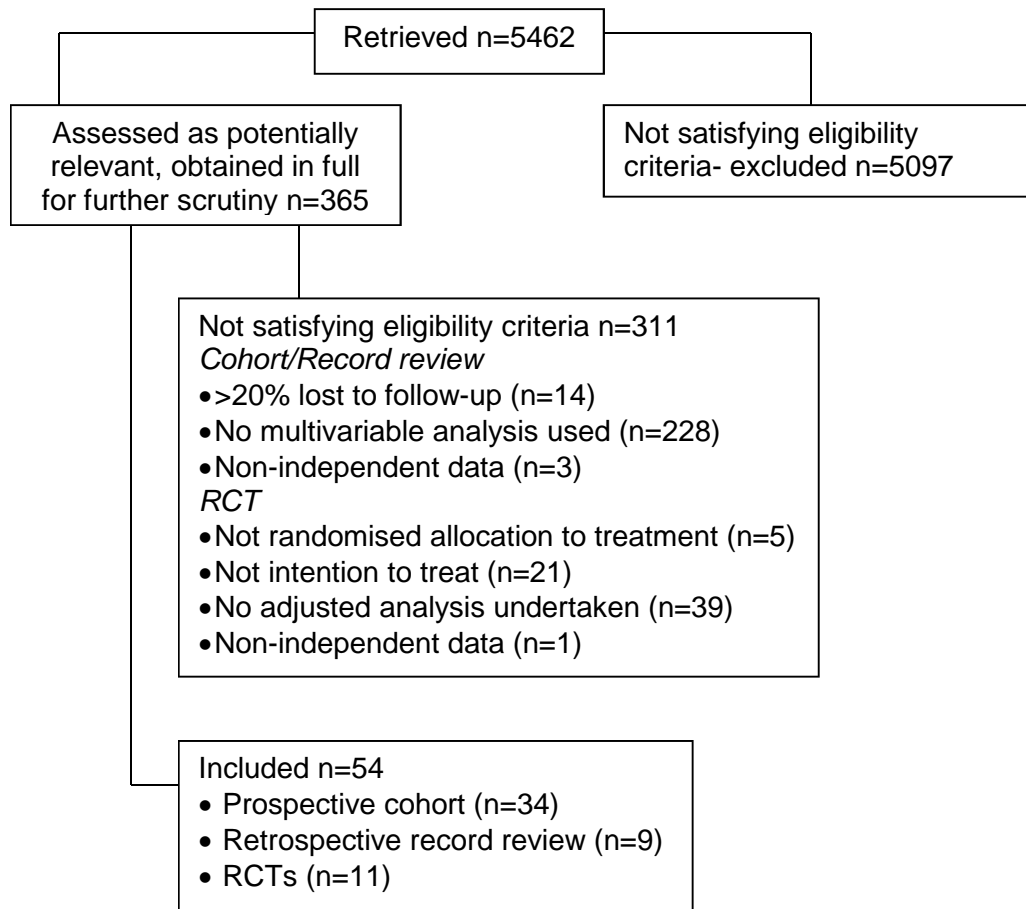 Retrieved n=5462
Assessed as potentially
relevant, obtained in full
for further scrutiny n=365
Not satisfying eligibility
criteria- excluded n=5097
Not satisfying eligibility criteria n=311
Cohort/Record review
•>20% lost to follow-up (n=14)
•No multivariable analysis used (n=228)
•Non-independent data (n=3)
RCT
•Not randomised allocation to treatment (n=5)
•Not intention to treat (n=21)
•No adjusted analysis undertaken (n=39)
•Non-independent data (n=1)
Included n=54
• Prospective cohort (n=34)
• Retrospective record review (n=9)
• RCTs (n=11)